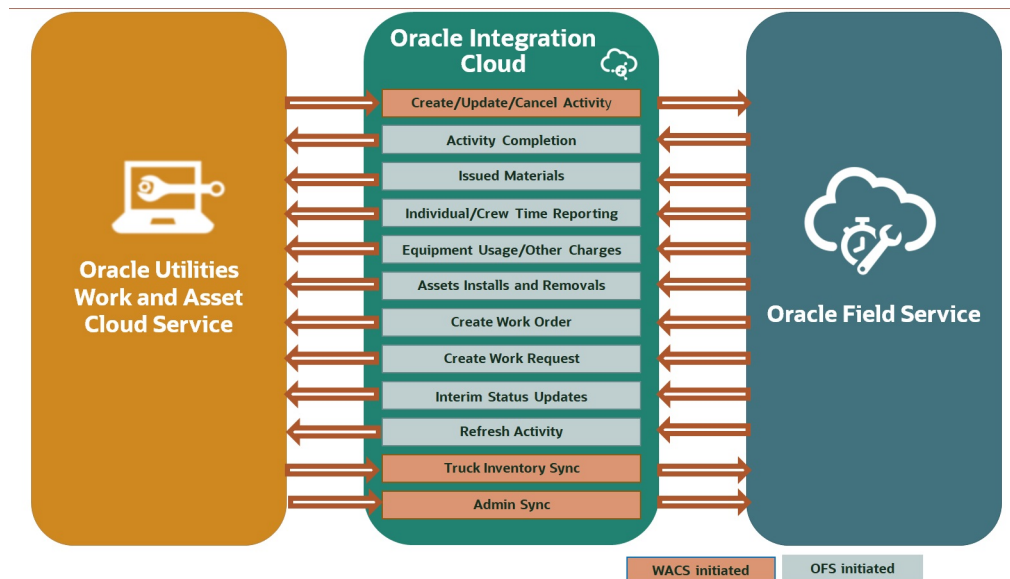 Oracle Integration
Cloud
Create/Update/Cancel Activity
Activity Completion
Issued Materials
Individual/Crew Time Reporting
Equipment Usage/Other Charges
Assets Installs and Removals
Create Work Order
Create Work Request
Interim Status Updates
Refresh Activity
Truck Inventory Sync
Admin Sync
Oracle Utilities
Work and Asset
Cloud Service
Oracle Field Service
WACS initiated
OFS initiated